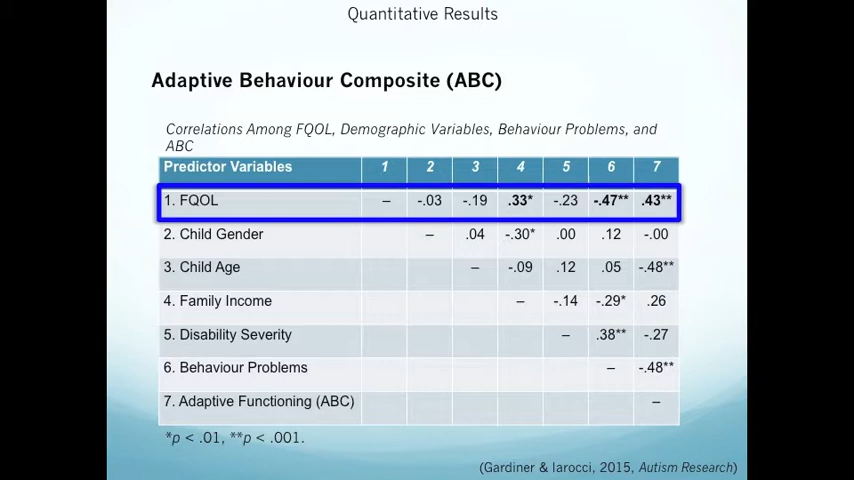 Quantitative Results
Adaptive Behaviour Composite (ABC)
Correlations Among FQOL, Demographic Variables, Behaviour Problems, and
ABC
Predictor Variables 1 2 3 4 5 6 7
1. FQOL – -.03 -.19 .33* -.23 -.47** .43**
2. Child Gender – .04 -.30* .00 .12 -.00
3. Child Age – -.09 .12 .05 -.48**
4. Family Income – -.14 -.29* .26
5. Disability Severity – .38** -.27
6. Behaviour Problems – -.48**
7. Adaptive Functioning (ABC) –
*p < .01, **p < .001.
(Gardiner & Iarocci, 2015, Autism Research)